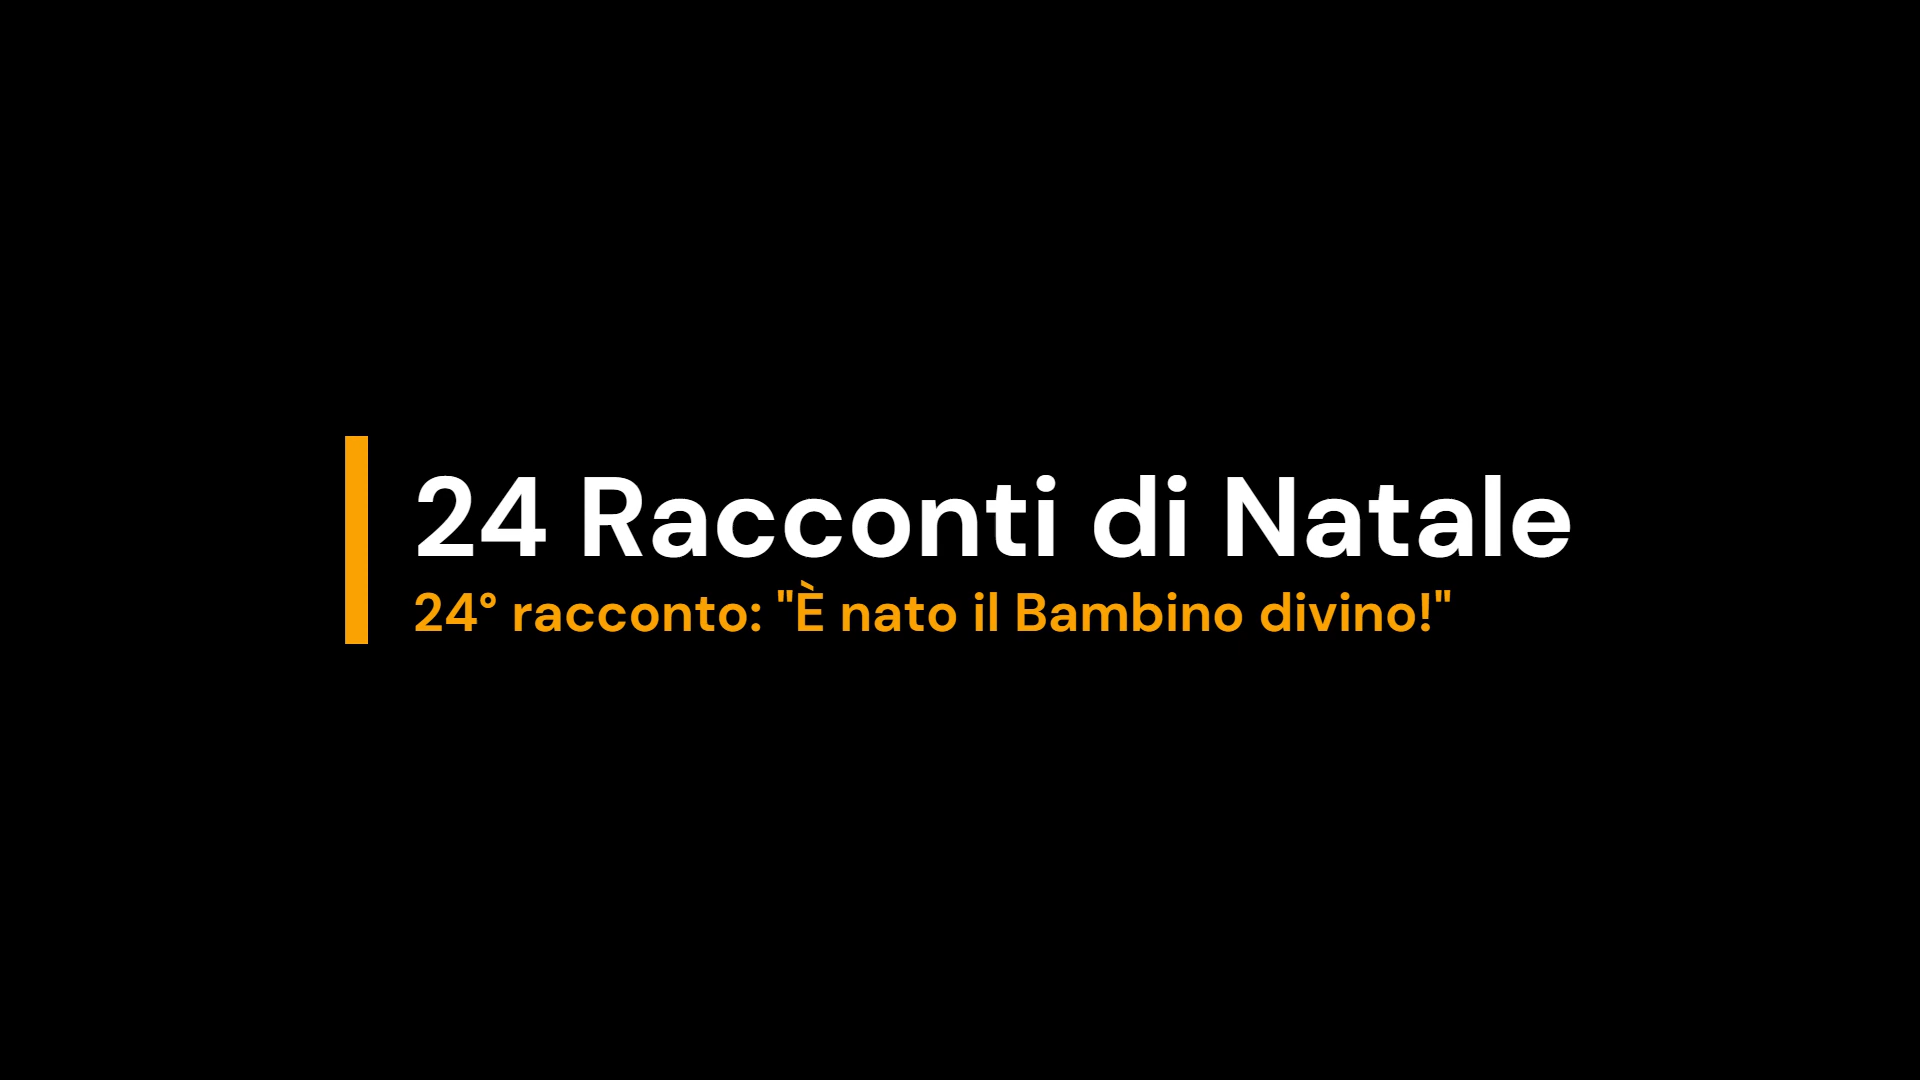 24 Racconti di Natale
24° racconto: "È nato il Bambino divino!"